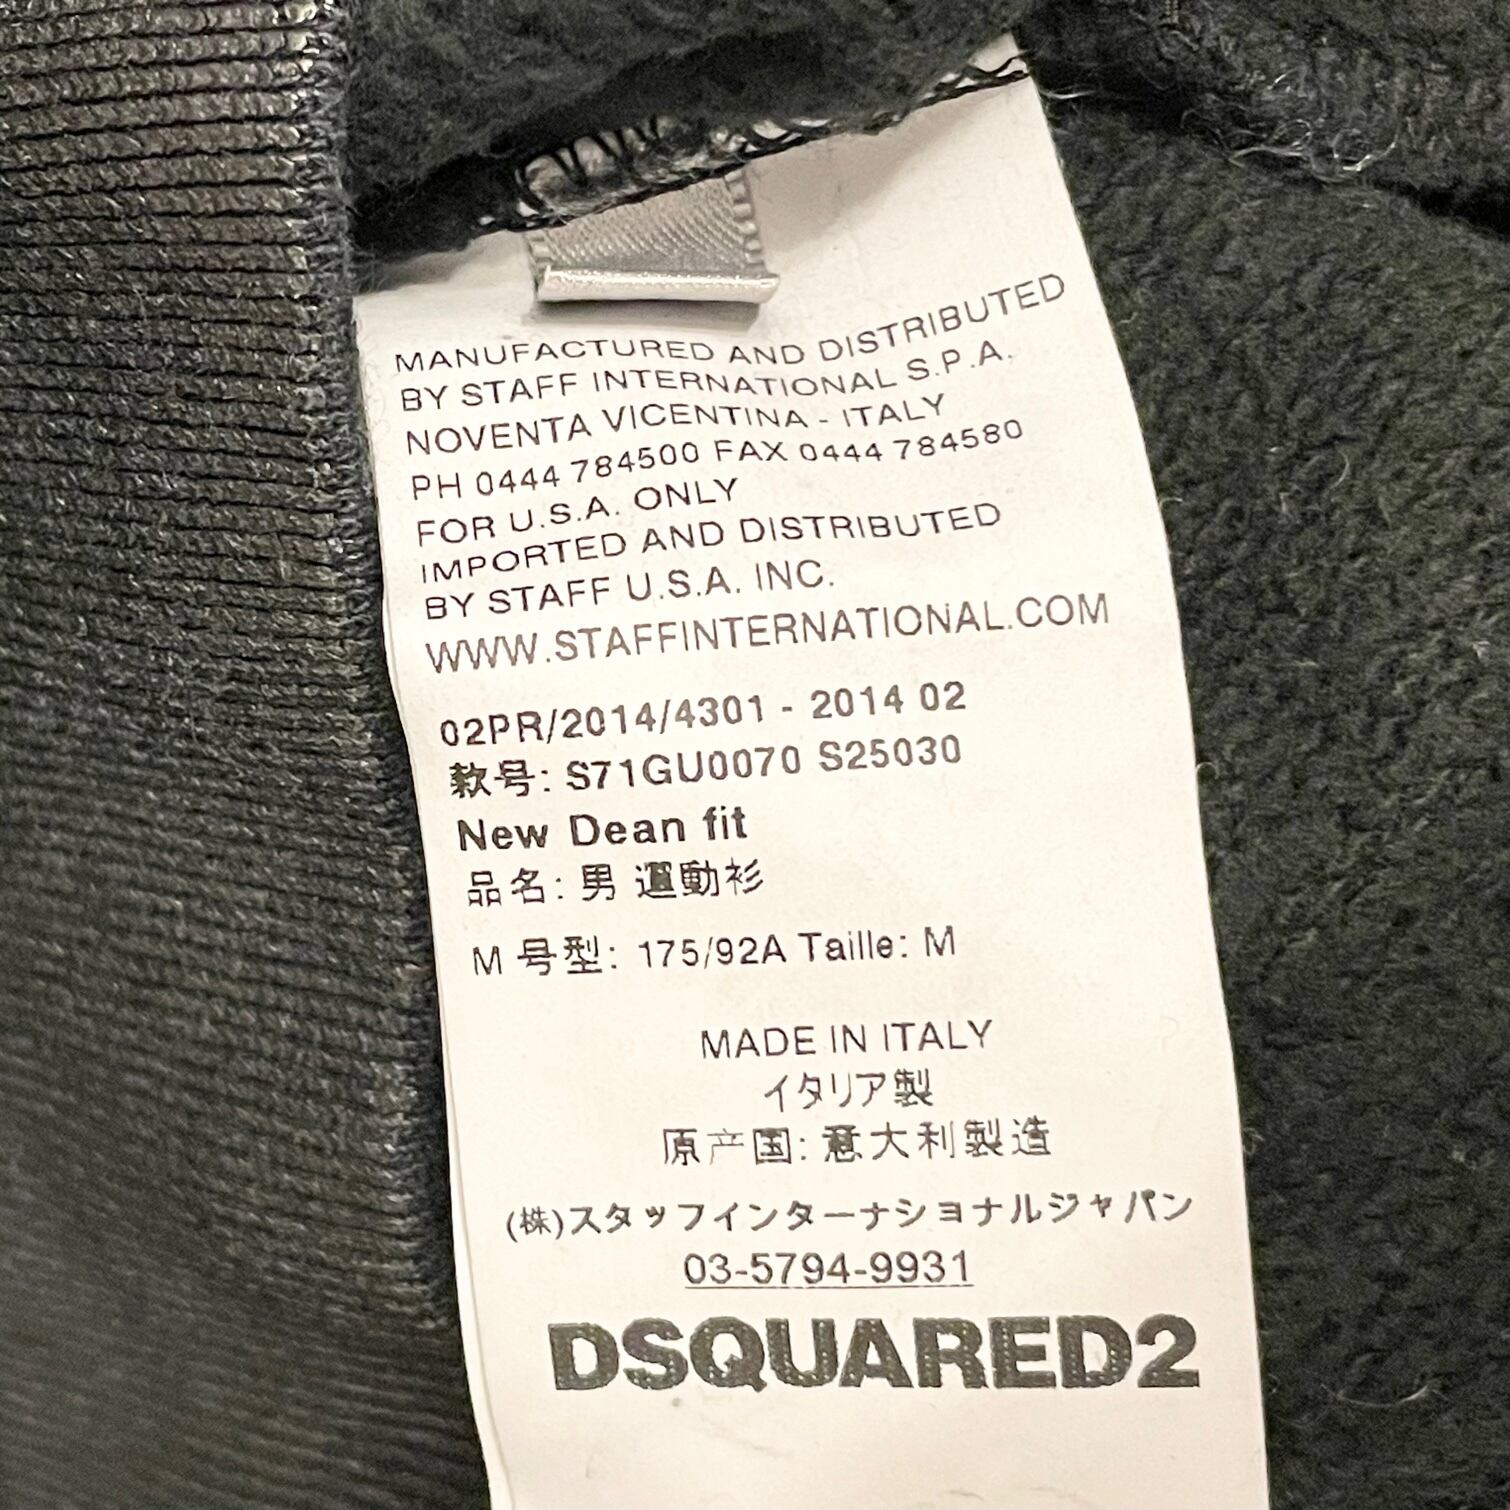 MANUFACTURED AND DISTRIBUTED
BY STAFF INTERNATIONAL S.P.A.
NOVENTA VICENTINA - ITALY
PH 0444 784500 FAX 0444 784580
FOR U.S.A. ONLY
IMPORTED AND DISTRIBUTED
BY STAFF U.S.A. INC.
WWW.STAFFINTERNATIONAL.COM
02PR/2014/4301 - 2014 02
款号: S71GU0070 S25030
New Dean fit
品名: 男 運動衫
M 号型: 175/92A Taille: M
MADE IN ITALY
イタリア製
原产国: 意大利製造
(株)スタッフインターナショナルジャパン
03-5794-9931
DSQUARED2